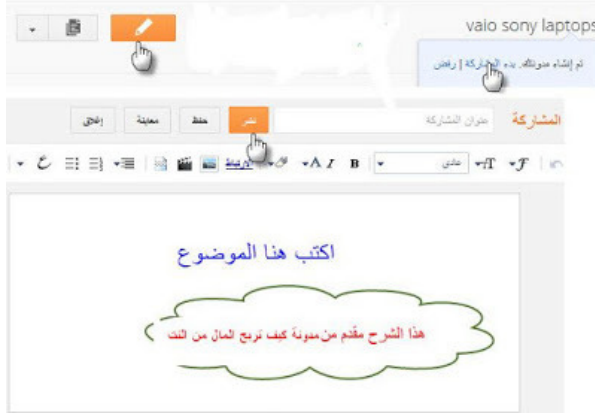 vaio sony laptops
تم إنشاء مدونتك. بدء المشاركة | رفض
المشاركة
عنوان المشاركة
نشر
حفظ
معاينة
إغلاق
عادي
B
I
A
الارتباط
اكتب هنا الموضوع
هذا الشرح مقدم من مدونة كيف تربح المال من النت